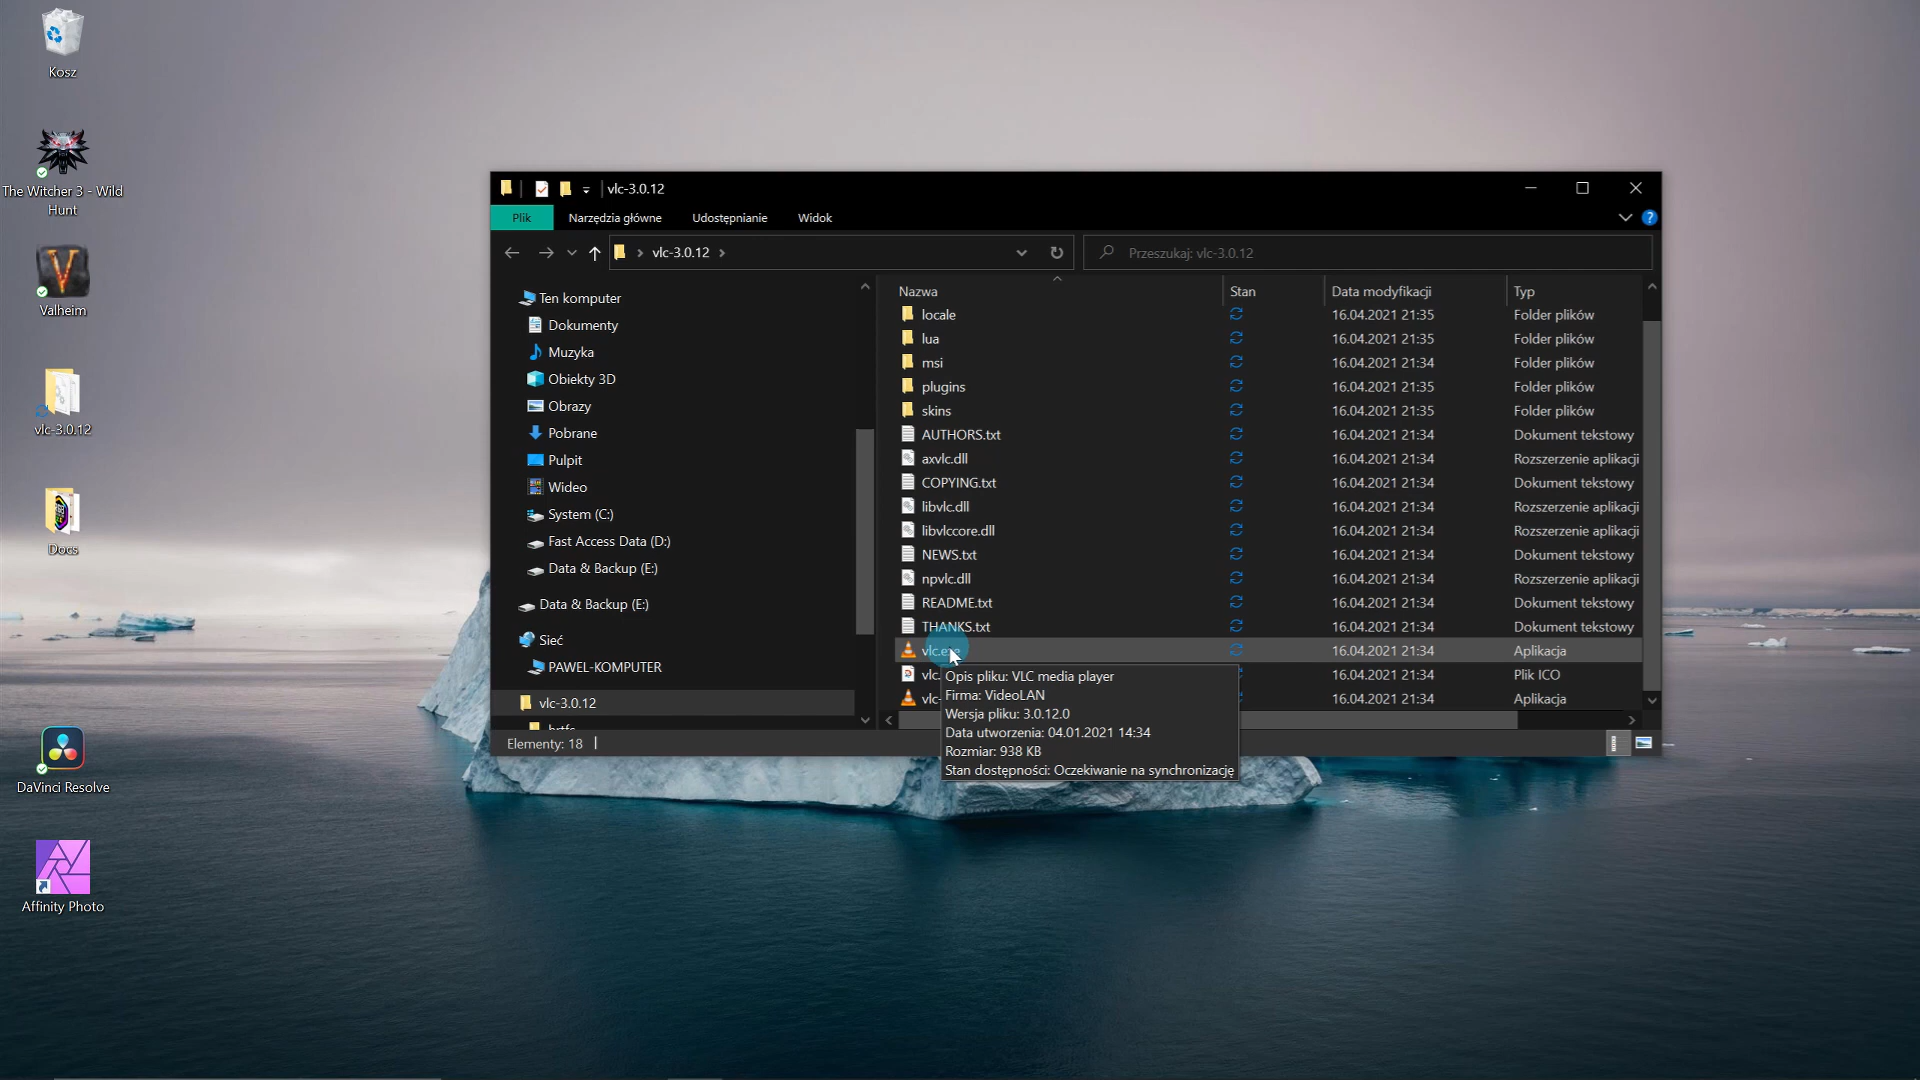 Kosz
The Witcher 3 - Wild
Hunt
Valheim
vlc-3.0.12
Docs
DaVinci Resolve
Affinity Photo
vlc-3.0.12
Plik
Narzędzia główne
Udostępnianie
Widok
?
vlc-3.0.12
Przeszukaj: vlc-3.0.12
Ten komputer
Dokumenty
Muzyka
Obiekty 3D
Obrazy
Pobrane
Pulpit
Wideo
System (C:)
Fast Access Data (D:)
Data & Backup (E:)
Data & Backup (E:)
Sieć
PAWEL-KOMPUTER
vlc-3.0.12
Nazwa Stan Data modyfikacji Typ
locale 16.04.2021 21:35 Folder plików
lua 16.04.2021 21:35 Folder plików
msi 16.04.2021 21:34 Folder plików
plugins 16.04.2021 21:35 Folder plików
skins 16.04.2021 21:35 Folder plików
AUTHORS.txt 16.04.2021 21:34 Dokument tekstowy
axvlc.dll 16.04.2021 21:34 Rozszerzenie aplikacji
COPYING.txt 16.04.2021 21:34 Dokument tekstowy
libvlc.dll 16.04.2021 21:34 Rozszerzenie aplikacji
libvlccore.dll 16.04.2021 21:34 Rozszerzenie aplikacji
NEWS.txt 16.04.2021 21:34 Dokument tekstowy
npvlc.dll 16.04.2021 21:34 Rozszerzenie aplikacji
README.txt 16.04.2021 21:34 Dokument tekstowy
THANKS.txt 16.04.2021 21:34 Dokument tekstowy
vlc.exe 16.04.2021 21:34 Aplikacja
vlc. 16.04.2021 21:34 Plik ICO
vlc- 16.04.2021 21:34 Aplikacja
Opis pliku: VLC media player
Firma: VideoLAN
Wersja pliku: 3.0.12.0
Data utworzenia: 04.01.2021 14:34
Rozmiar: 938 KB
Stan dostępności: Oczekiwanie na synchronizację
Elementy: 18